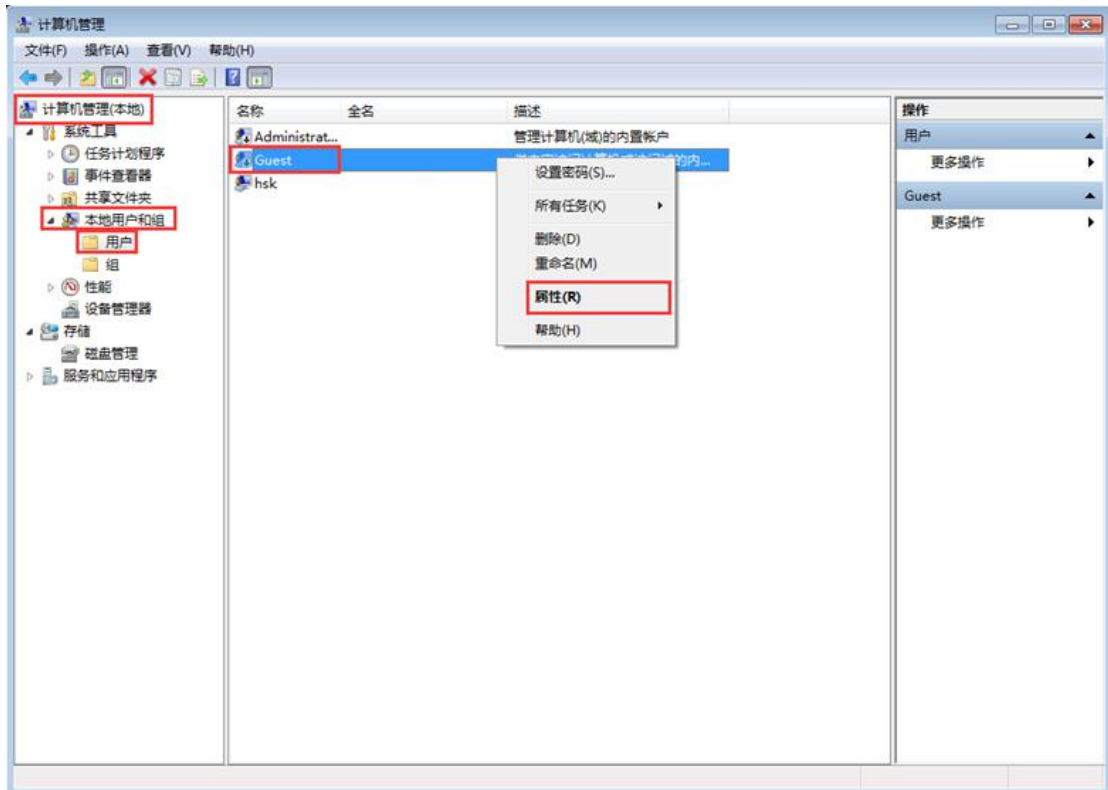 计算机管理
文件(F) 操作(A) 查看(V) 帮助(H)
计算机管理(本地)
系统工具
任务计划程序
事件查看器
共享文件夹
本地用户和组
用户
组
性能
设备管理器
存储
磁盘管理
服务和应用程序
名称 全名 描述
Administrat... 管理计算机(域)的内置帐户
Guest 的内...
hsk
设置密码(S)...
所有任务(K)
删除(D)
重命名(M)
属性(R)
帮助(H)
操作
用户
更多操作
Guest
更多操作